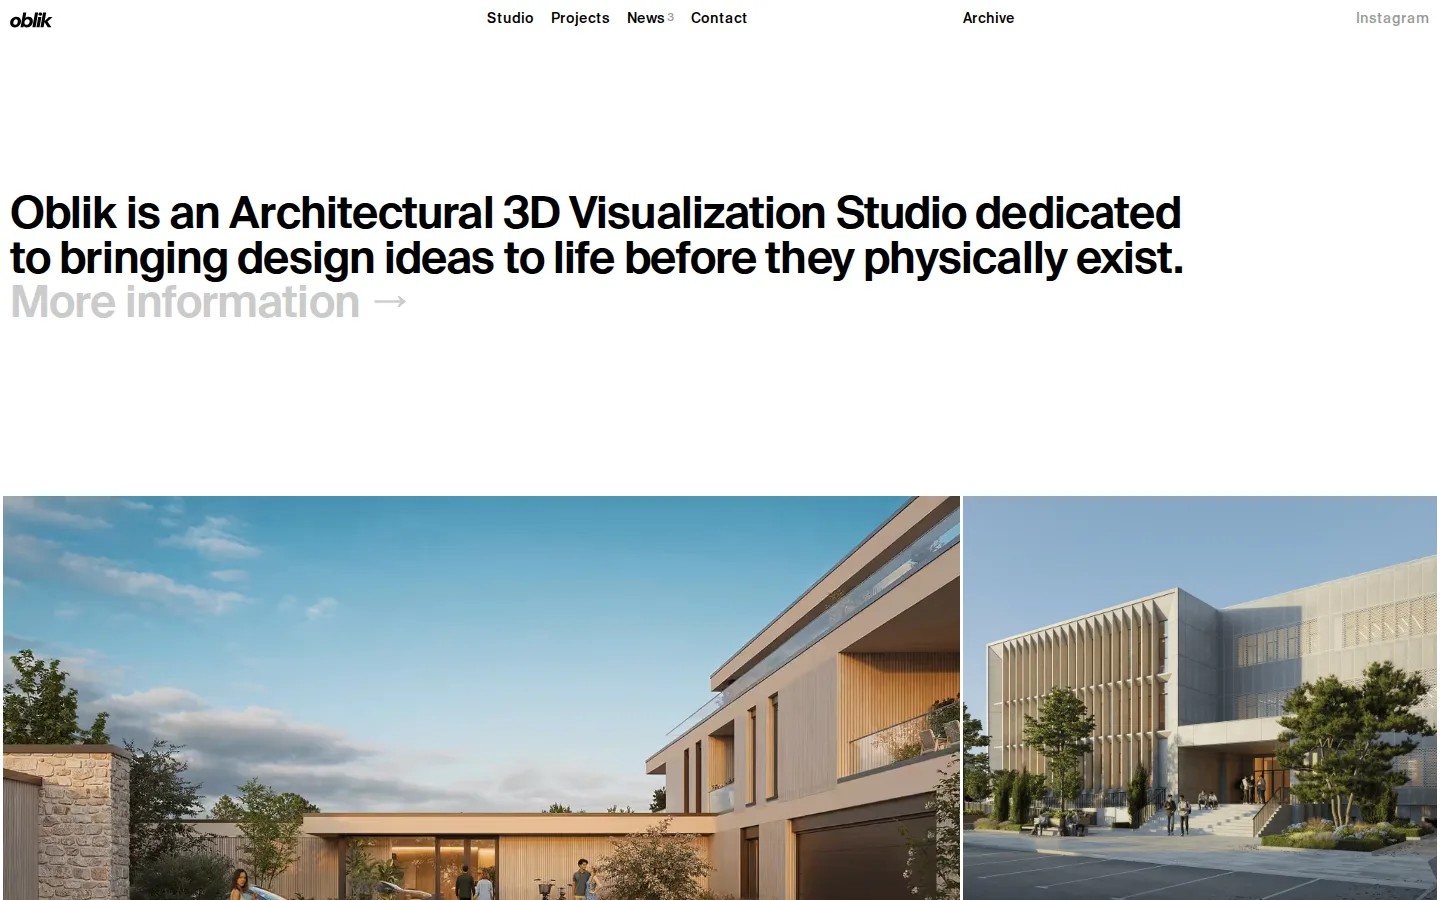 oblik
Studio Projects News 3 Contact
Archive
Instagram
Oblik is an Architectural 3D Visualization Studio dedicated
to bringing design ideas to life before they physically exist.
More information →